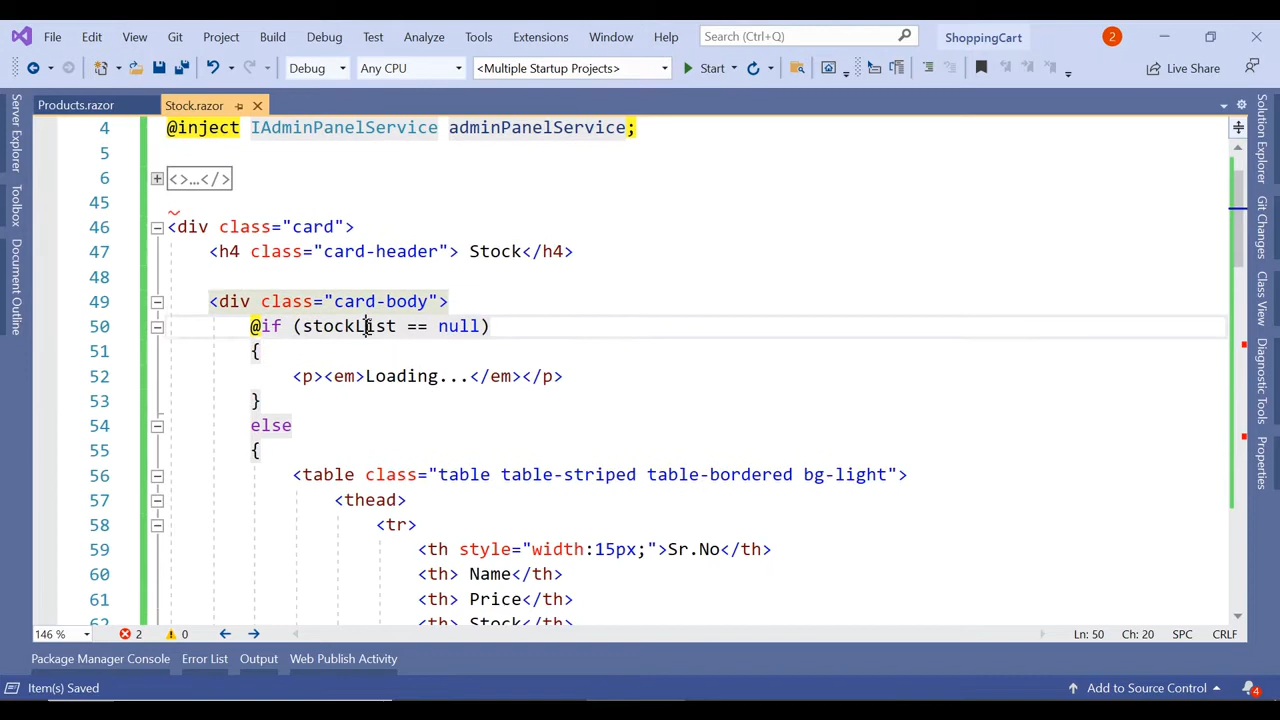 File Edit View Git Project Build Debug Test Analyze Tools Extensions Window Help Search (Ctrl+Q) ShoppingCart 2
Debug Any CPU <Multiple Startup Projects> Start Live Share
Products.razor Stock.razor
4 @inject IAdminPanelService adminPanelService;
5
6 <>...</>
45
46 <div class="card">
47 <h4 class="card-header"> Stock</h4>
48
49 <div class="card-body">
50 @if (stockList == null)
51 {
52 <p><em>Loading...</em></p>
53 }
54 else
55 {
56 <table class="table table-striped table-bordered bg-light">
57 <thead>
58 <tr>
59 <th style="width:15px;">Sr.No</th>
60 <th> Name</th>
61 <th> Price</th>
<th> Stock</th>
Server Explorer
Toolbox
Document Outline
Solution Explorer
Git Changes
Class View
Diagnostic Tools
Properties
146 % 2 0 Ln: 50 Ch: 20 SPC CRLF
Package Manager Console Error List Output Web Publish Activity
Item(s) Saved Add to Source Control 4